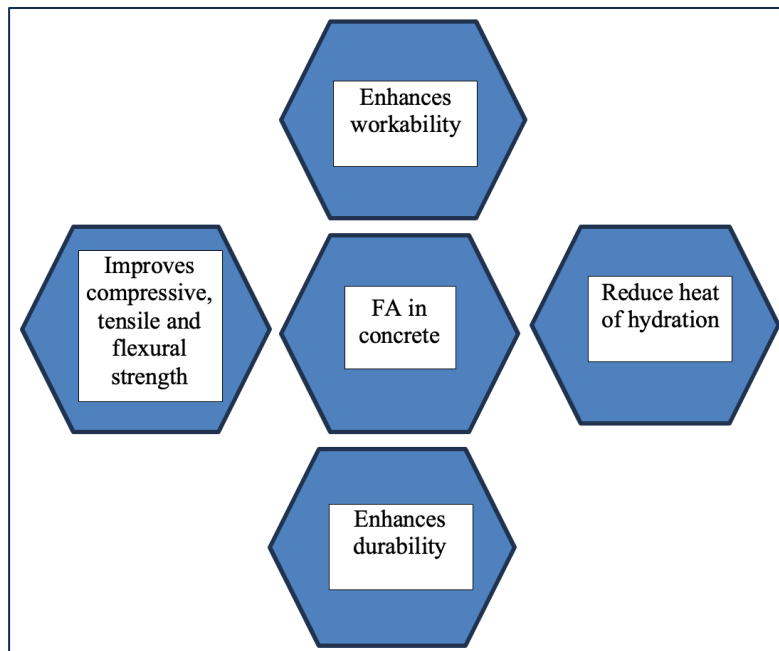 Enhances
workability
Improves
compressive,
tensile and
flexural
strength
FA in
concrete
Reduce heat
of hydration
Enhances
durability